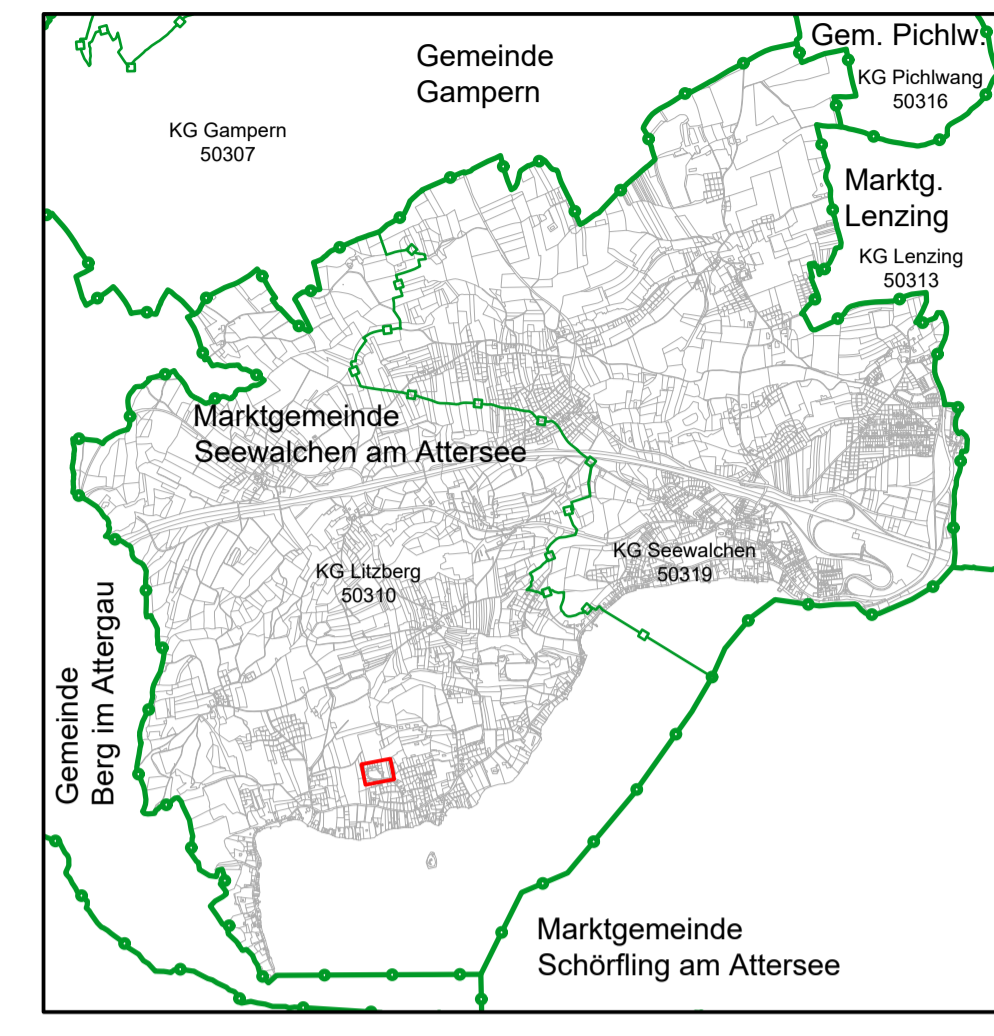 Gemeinde
Gampern
Gem. Pichlw.
KG Pichlwang
50316
KG Gampern
50307
Marktg.
Lenzing
KG Lenzing
50313
Marktgemeinde
Seewalchen am Attersee
KG Seewalchen
50319
KG Litzberg
50310
Gemeinde
Berg im Attergau
Marktgemeinde
Schörfling am Attersee